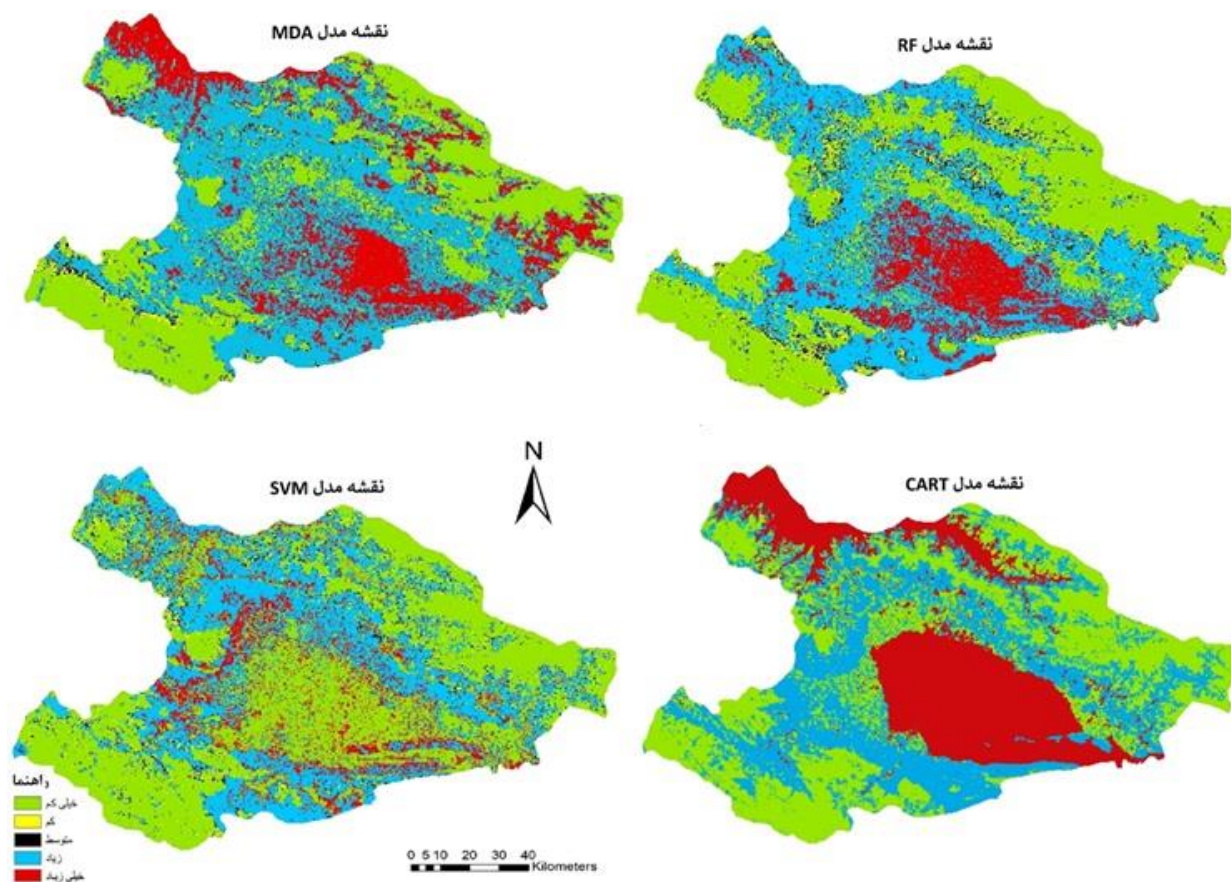 نقشه مدل MDA
نقشه مدل RF
N
نقشه مدل SVM
نقشه مدل CART
راهنما
خیلی کم
کم
متوسط
زیاد
خیلی زیاد
0 5 10 20 30 40
Kilometers